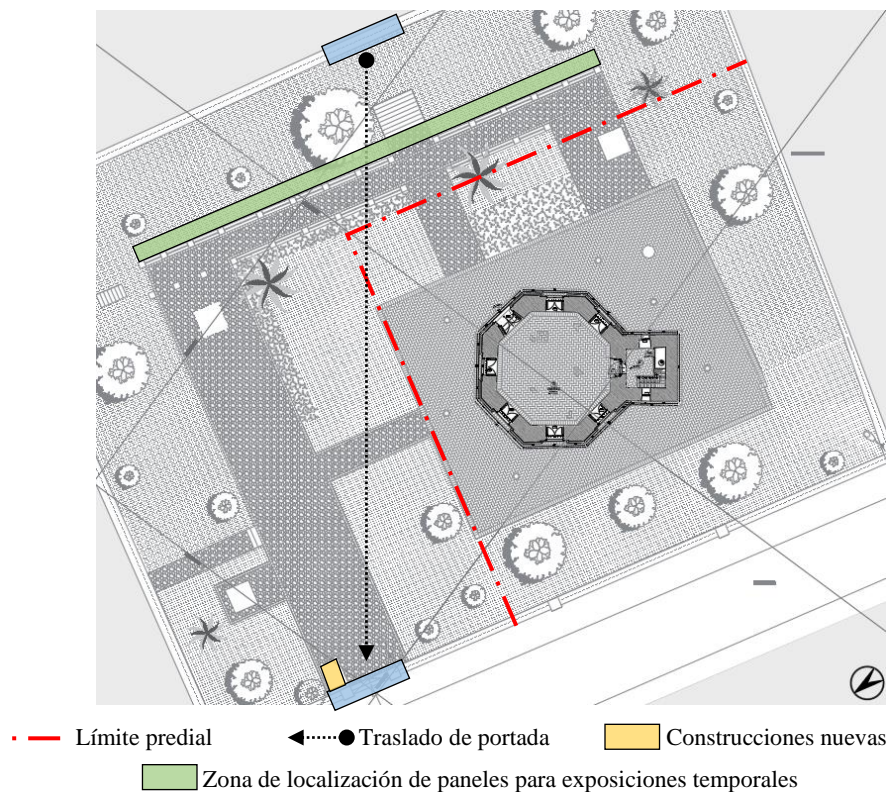 Límite predial
Traslado de portada
Construcciones nuevas
Zona de localización de paneles para exposiciones temporales